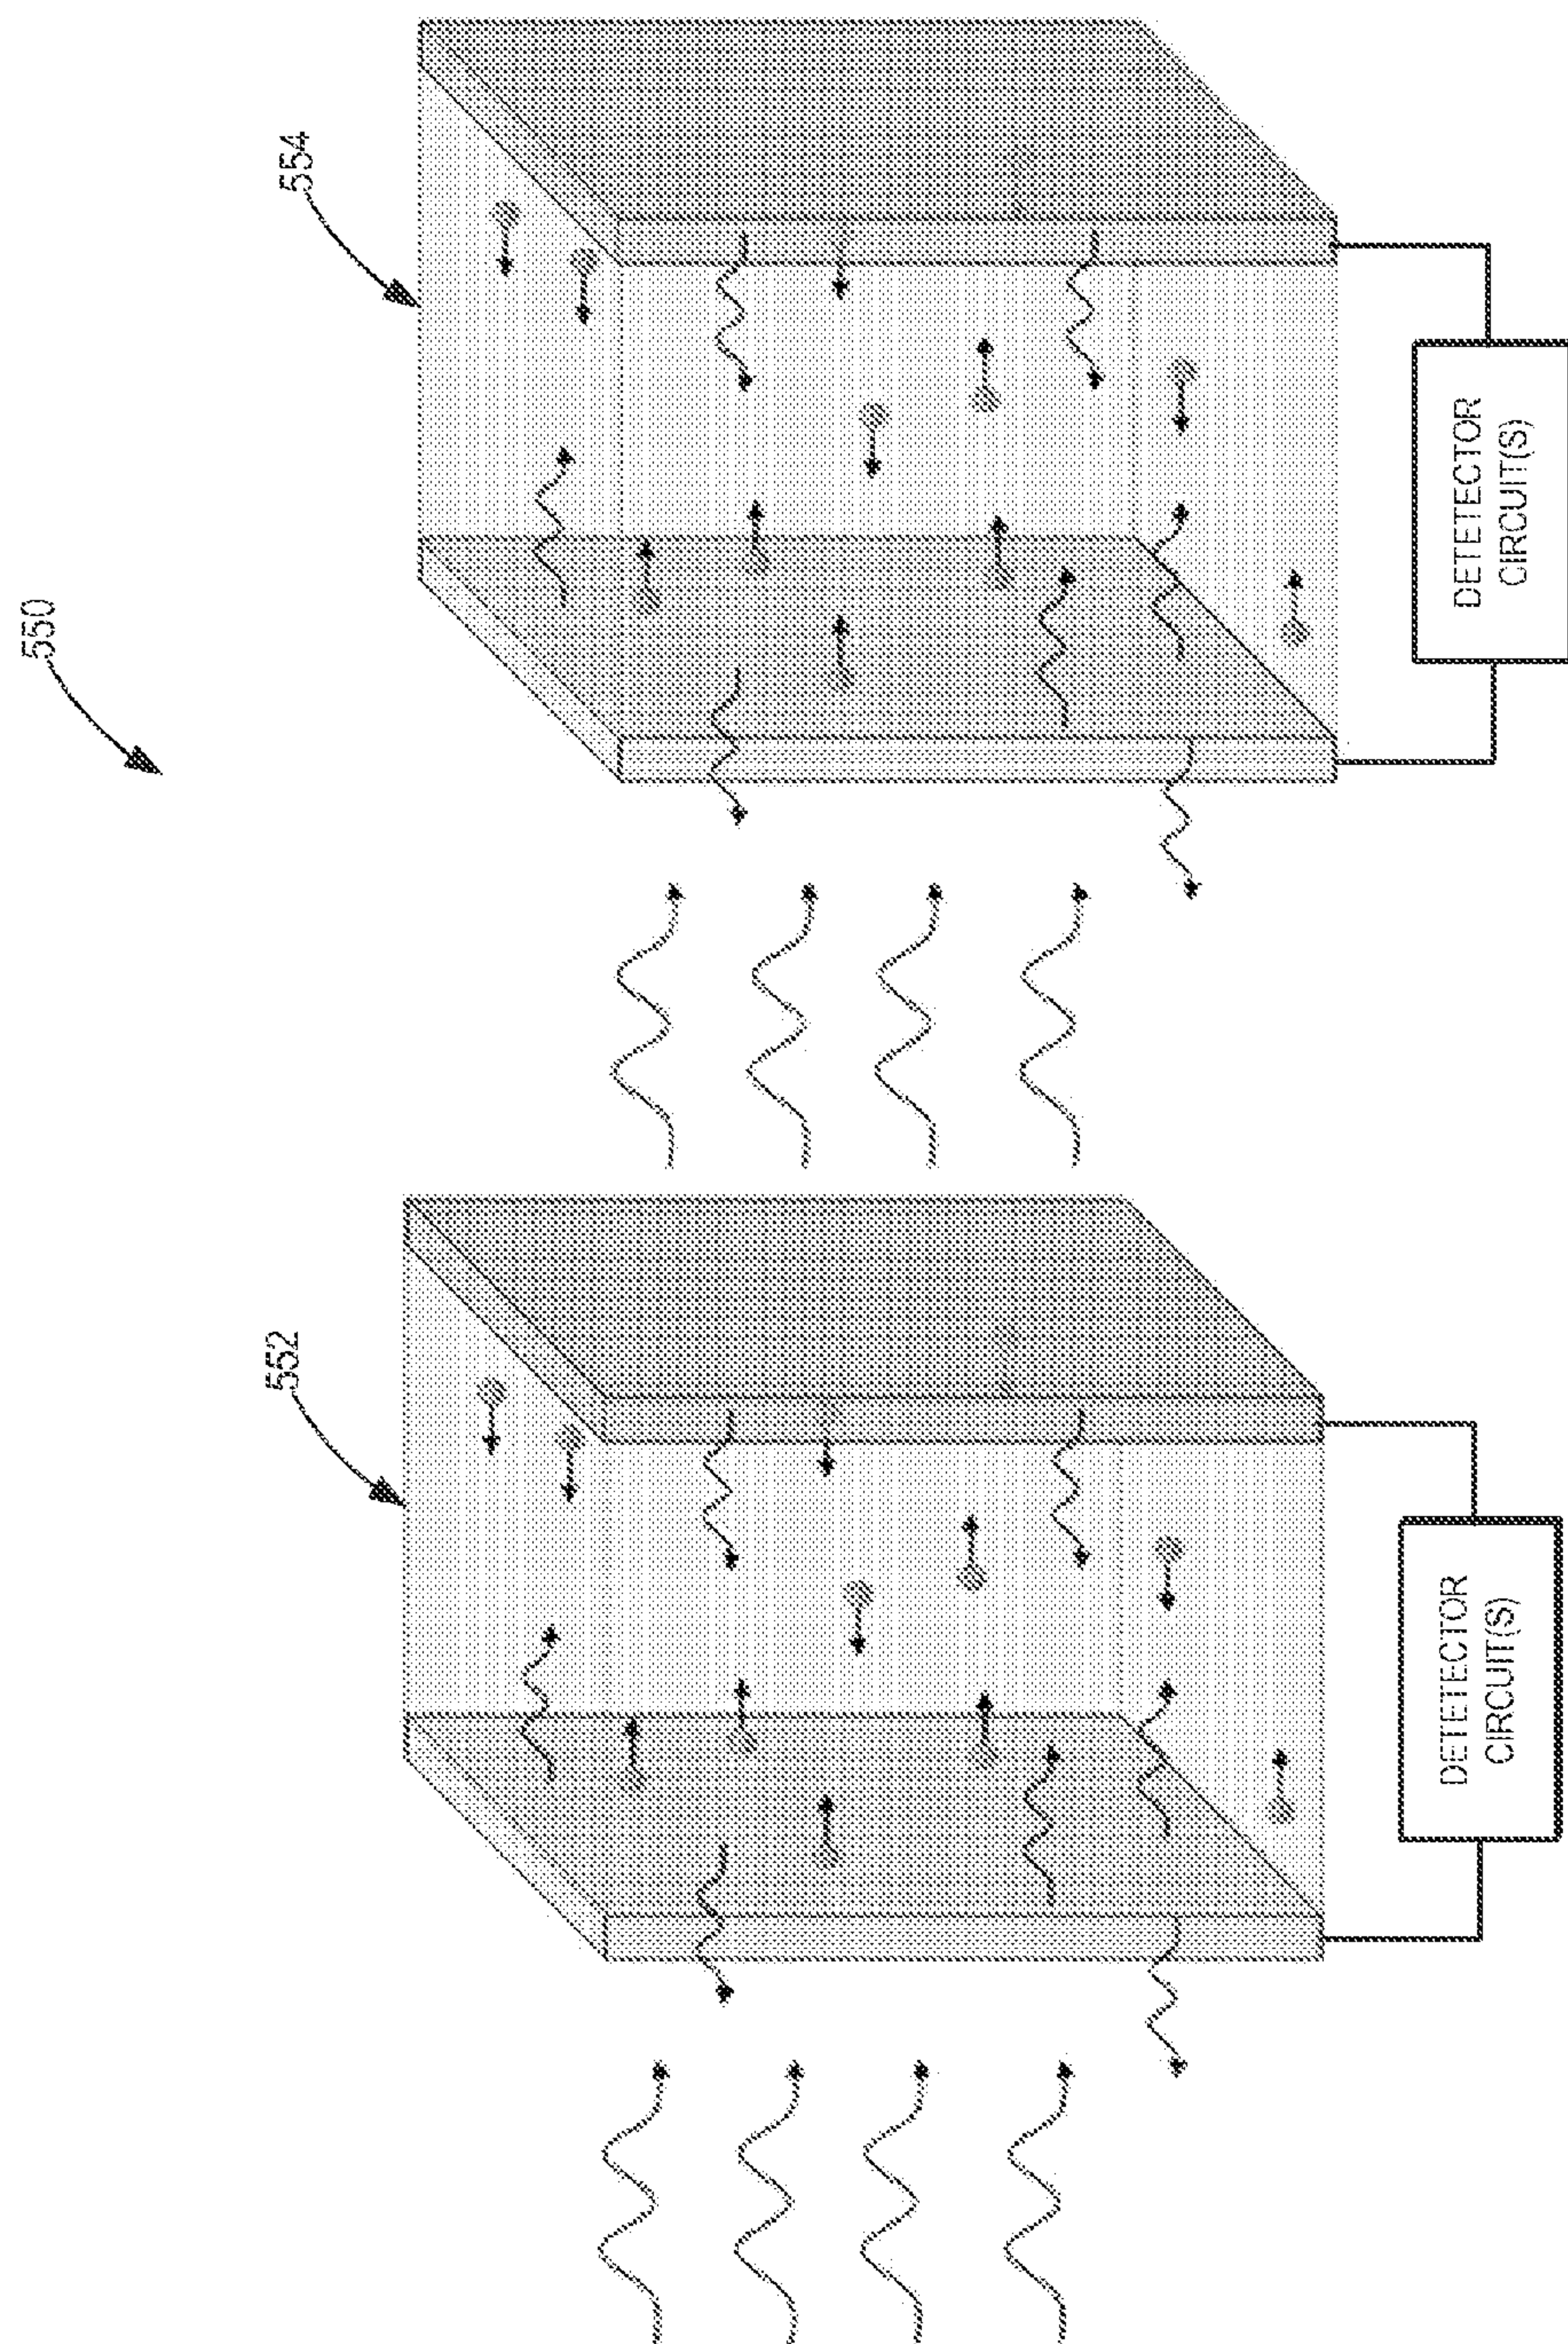 550
552
554
DETETECTOR
CIRCUIT(S)
DETETECTOR
CIRCUIT(S)